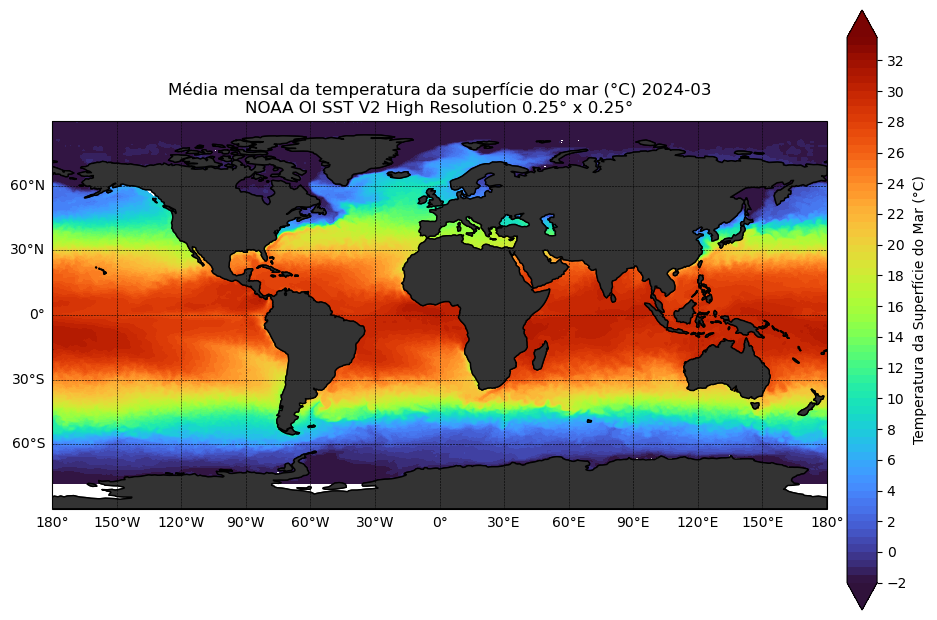 Média mensal da temperatura da superfície do mar (°C) 2024-03
NOAA OI SST V2 High Resolution 0.25° x 0.25°
60°N
30°N
0°
30°S
60°S
180° 150°W 120°W 90°W 60°W 30°W 0° 30°E 60°E 90°E 120°E 150°E 180°
32
30
28
26
24
22
20
18
16
14
12
10
8
6
4
2
0
−2
Temperatura da Superfície do Mar (°C)